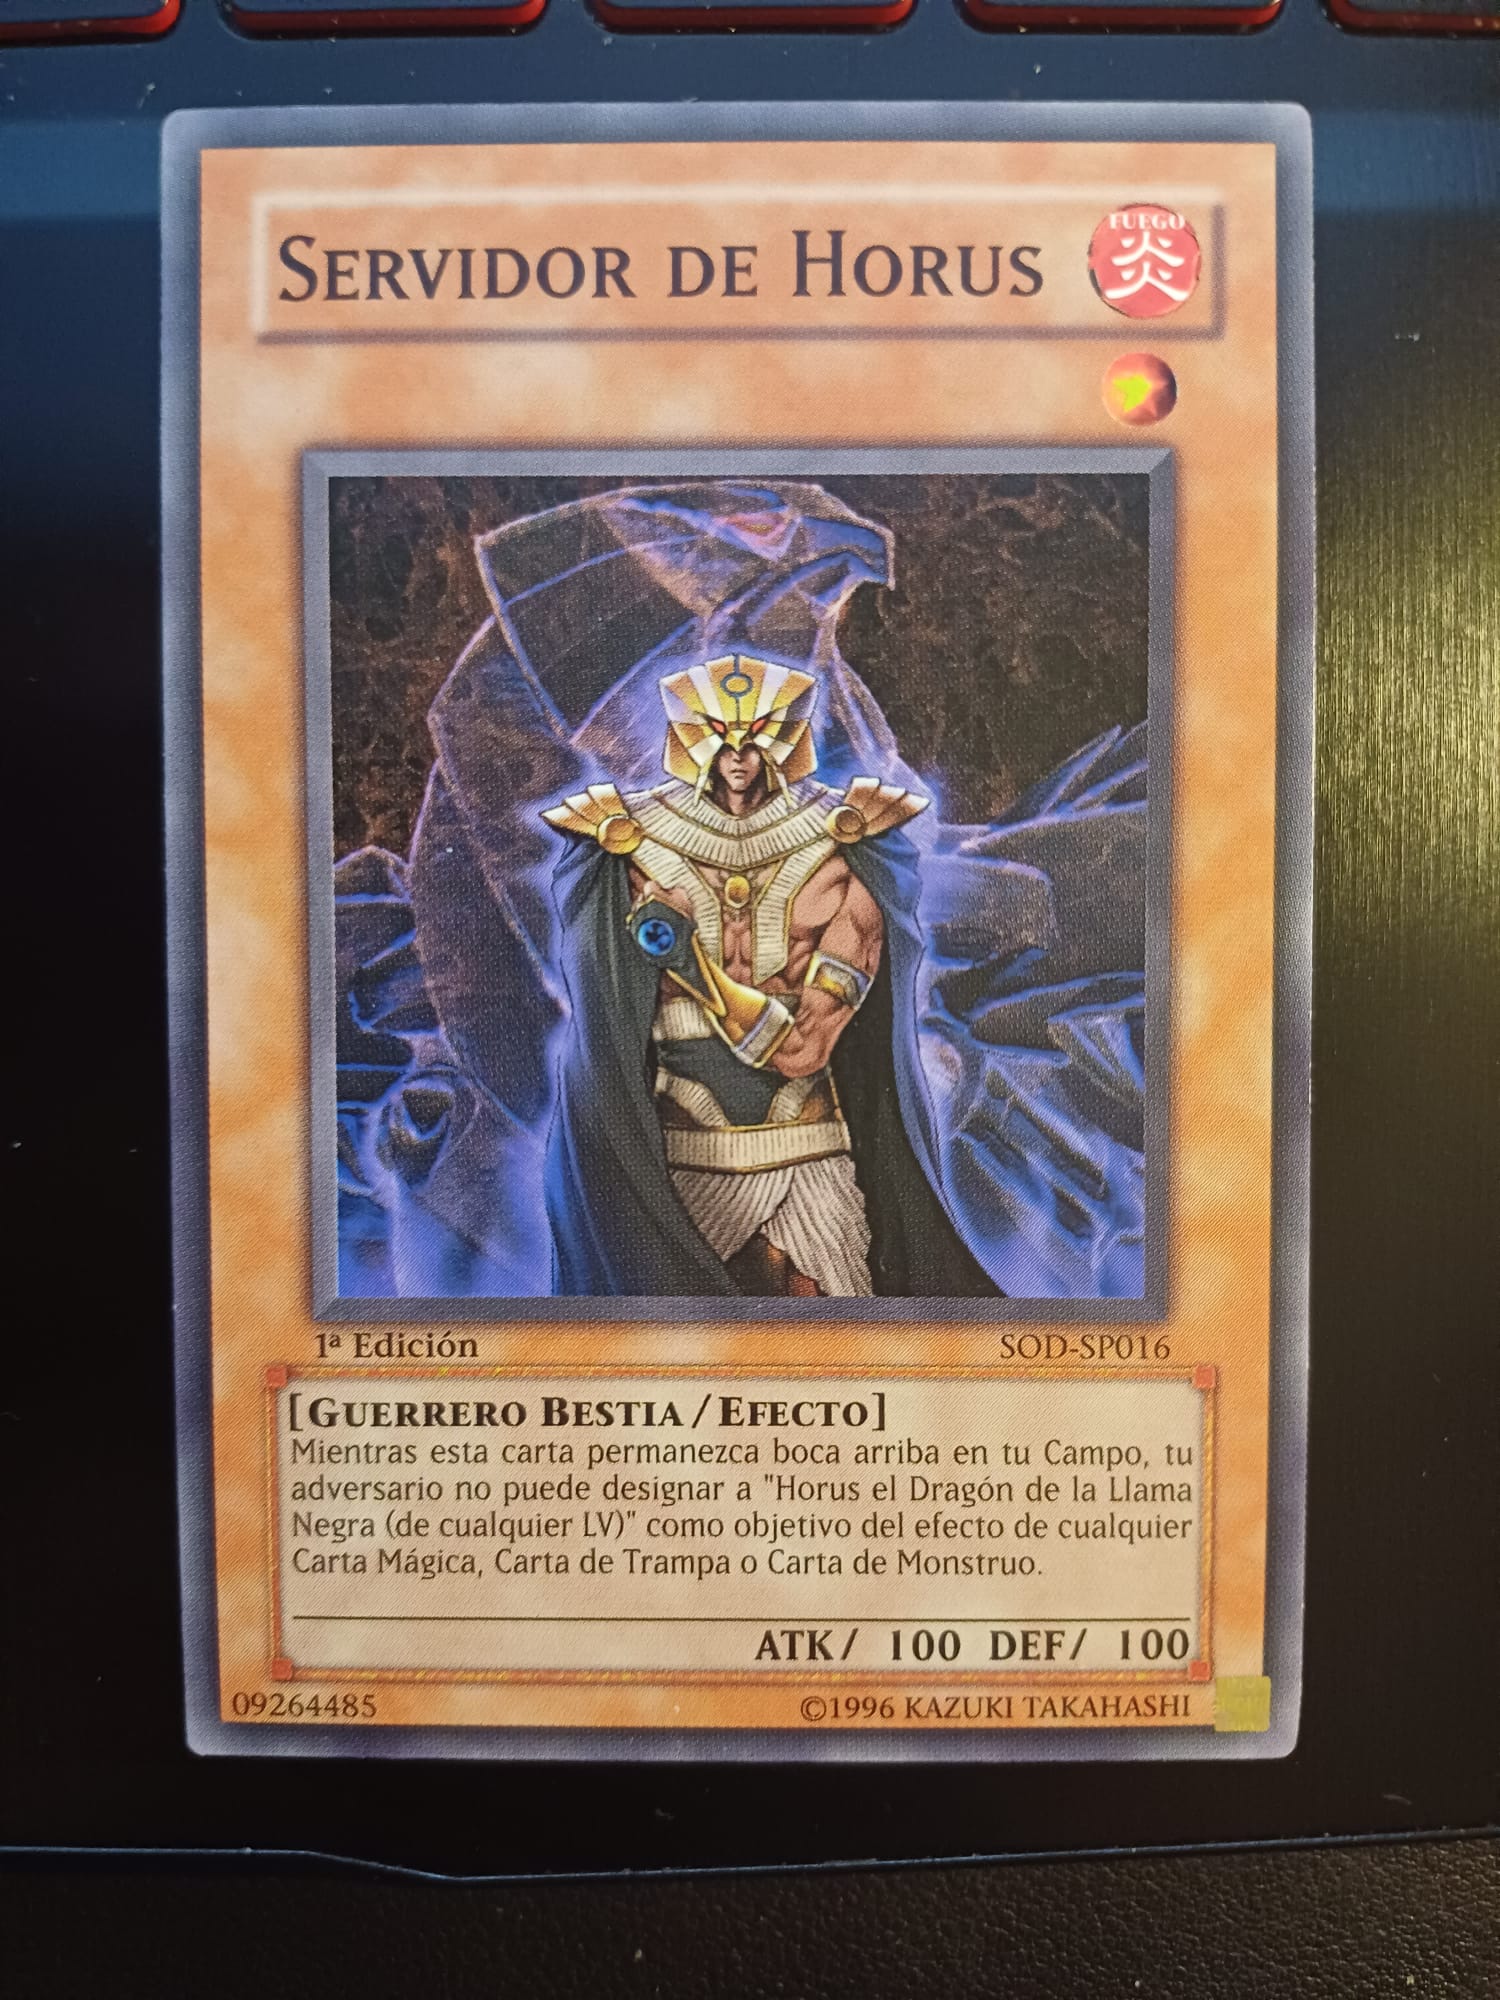 SERVIDOR DE HORUS
FUEGO
炎
1ª Edición
SOD-SP016
[GUERRERO BESTIA/EFECTO]
Mientras esta carta permanezca boca arriba en tu Campo, tu
adversario no puede designar a "Horus el Dragón de la Llama
Negra (de cualquier LV)" como objetivo del efecto de cualquier
Carta Mágica, Carta de Trampa o Carta de Monstruo.
ATK/ 100 DEF/ 100
09264485
©1996 KAZUKI TAKAHASHI